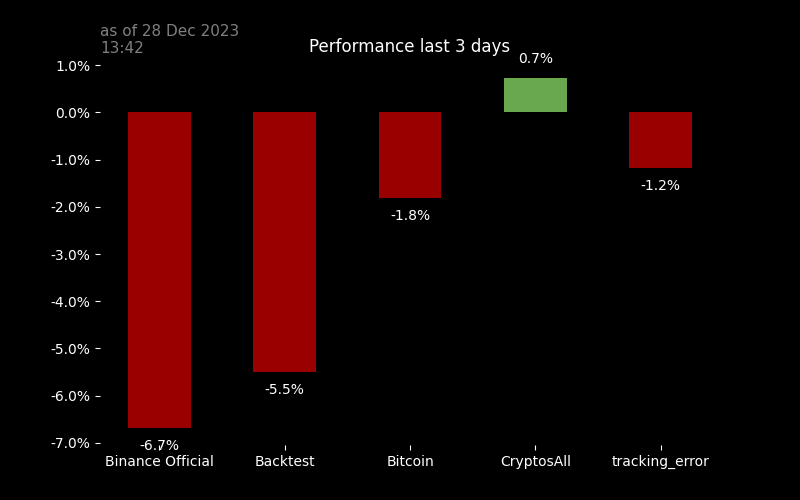 as of 28 Dec 2023
13:42
Performance last 3 days
1.0%
0.0%
-1.0%
-2.0%
-3.0%
-4.0%
-5.0%
-6.0%
-7.0%
-6.7%
-5.5%
-1.8%
0.7%
-1.2%
Binance Official
Backtest
Bitcoin
CryptosAll
tracking_error